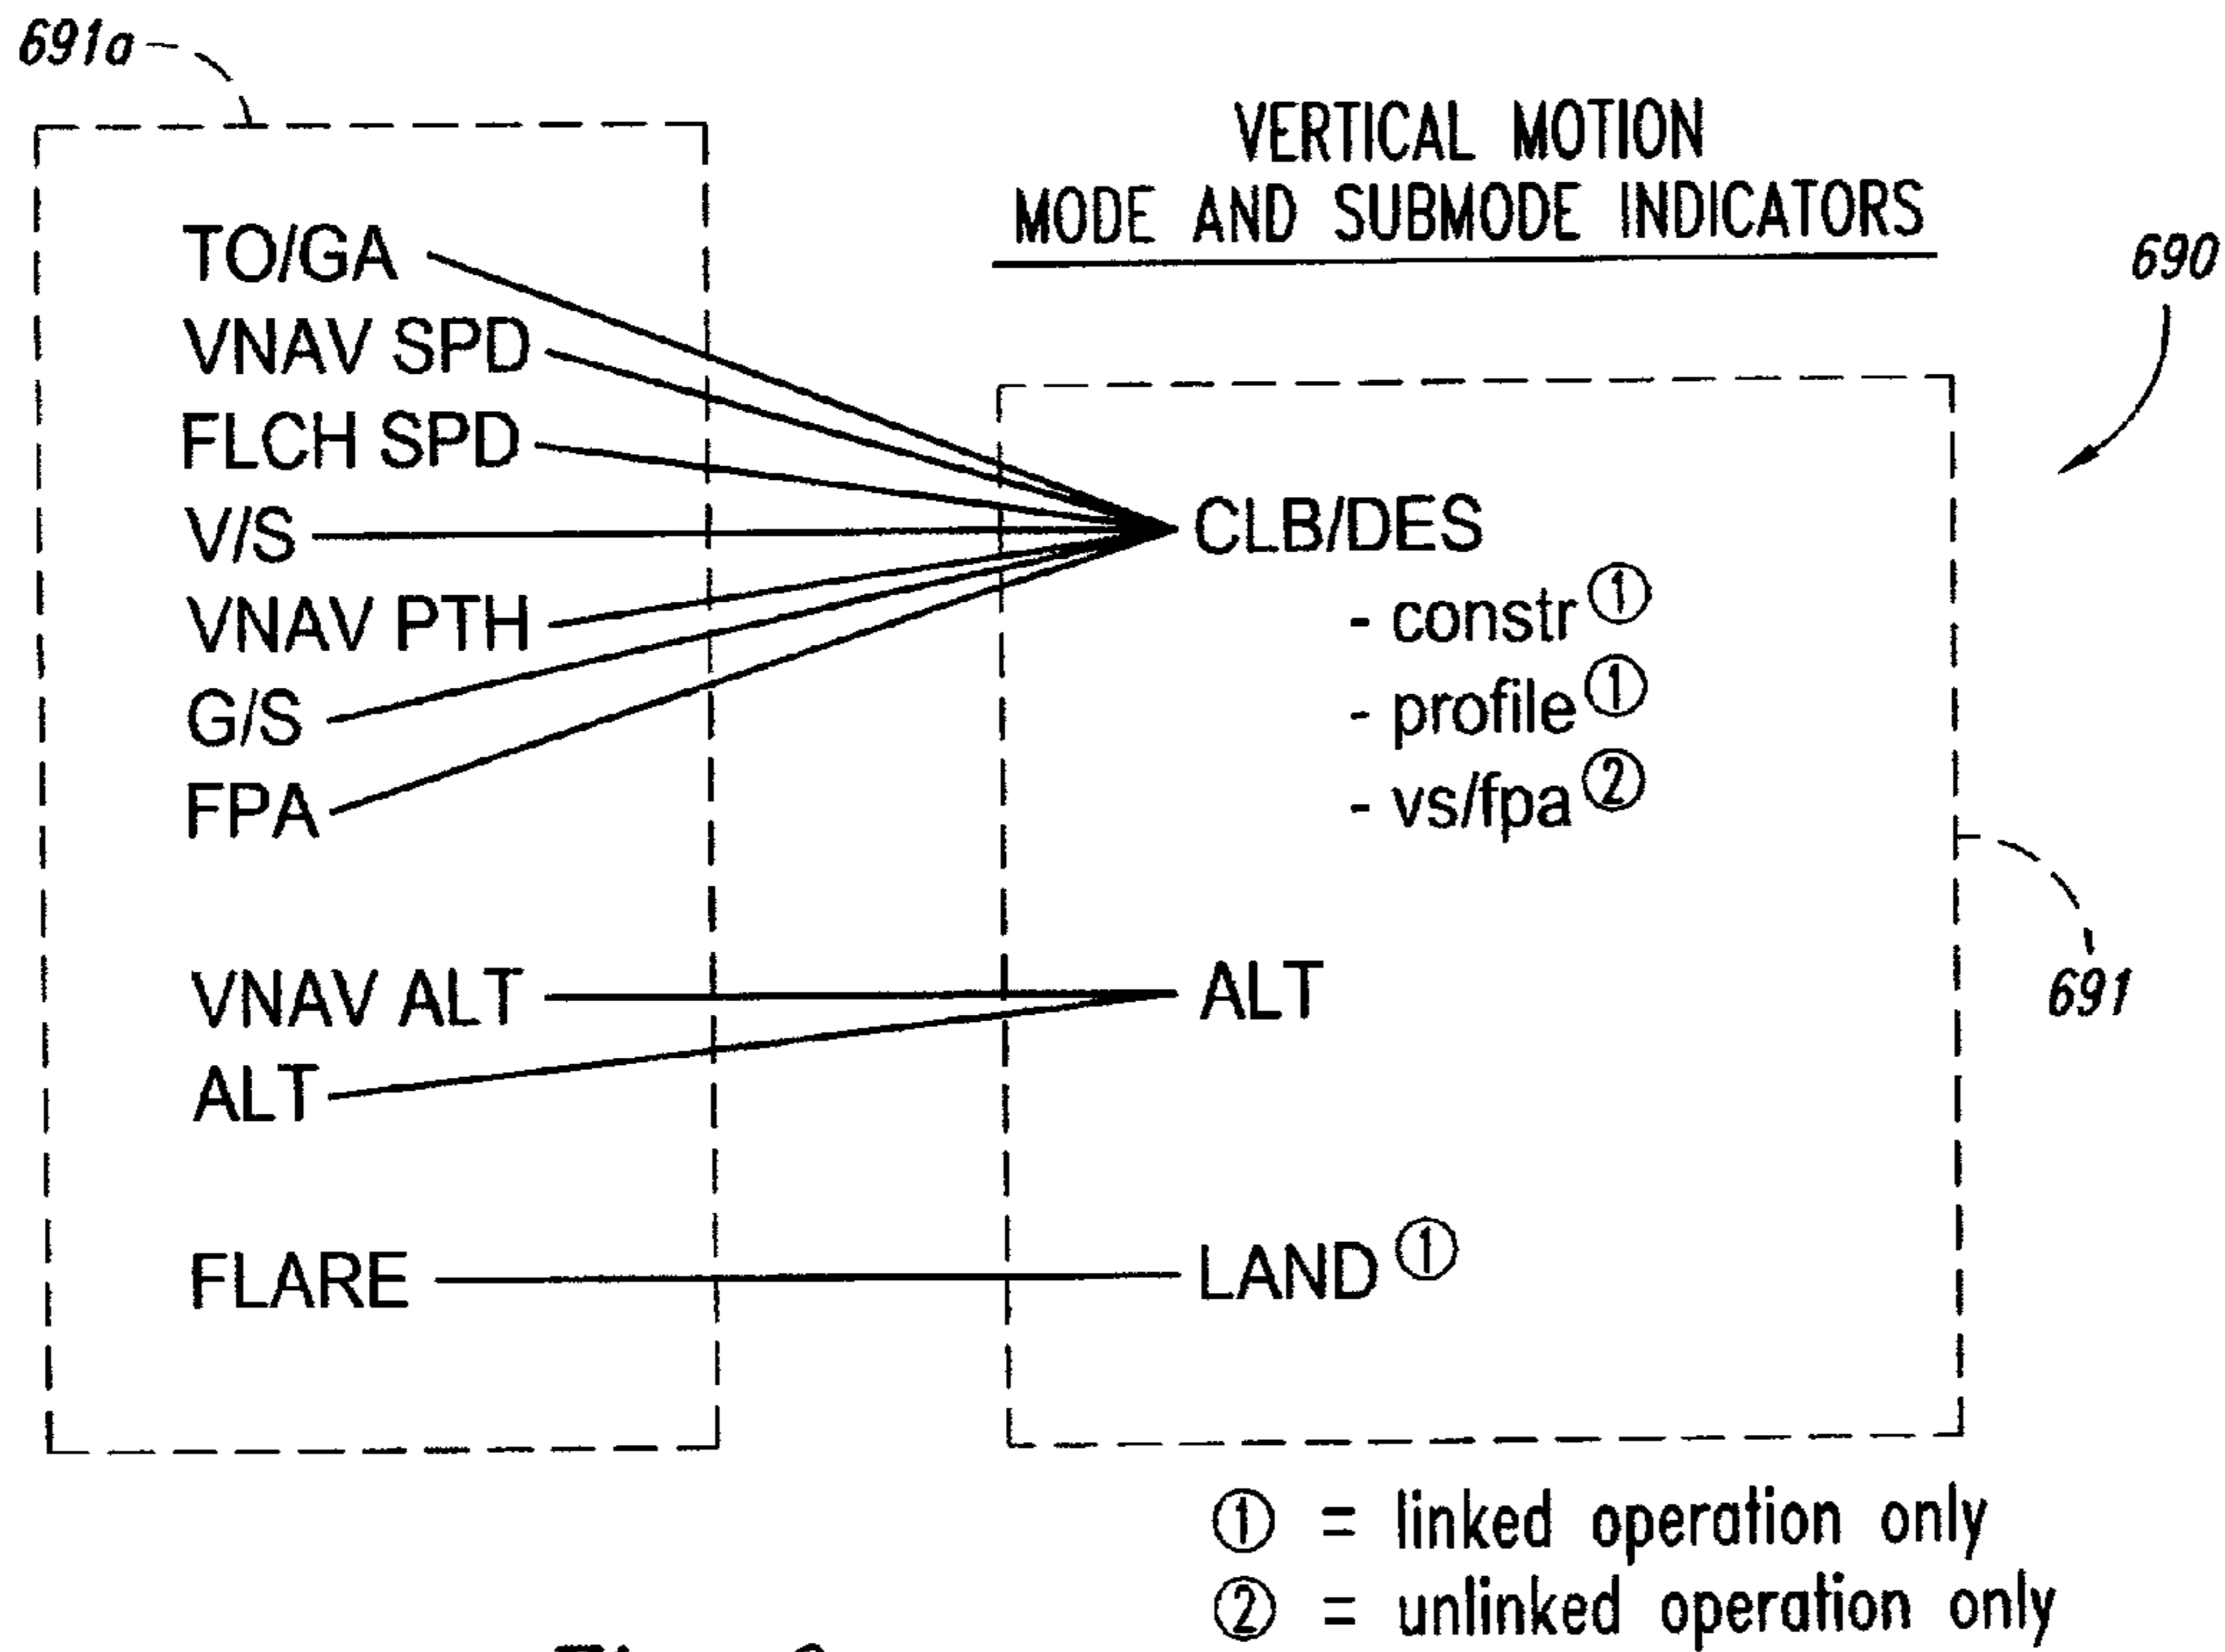 691a
VERTICAL MOTION
MODE AND SUBMODE INDICATORS
690
TO/GA
VNAV SPD
FLCH SPD
V/S
VNAV PTH
G/S
FPA
VNAV ALT
ALT
FLARE
CLB/DES
- constr ①
- profile ①
- vs/fpa ②
ALT
LAND ①
691
① = linked operation only
② = unlinked operation only